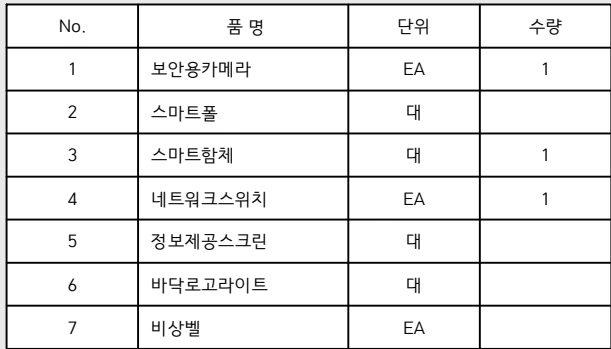 No. 품 명 단위 수량
1 보안용카메라 EA 1
2 스마트폴 대
3 스마트함체 대 1
4 네트워크스위치 EA 1
5 정보제공스크린 대
6 바닥로고라이트 대
7 비상벨 EA